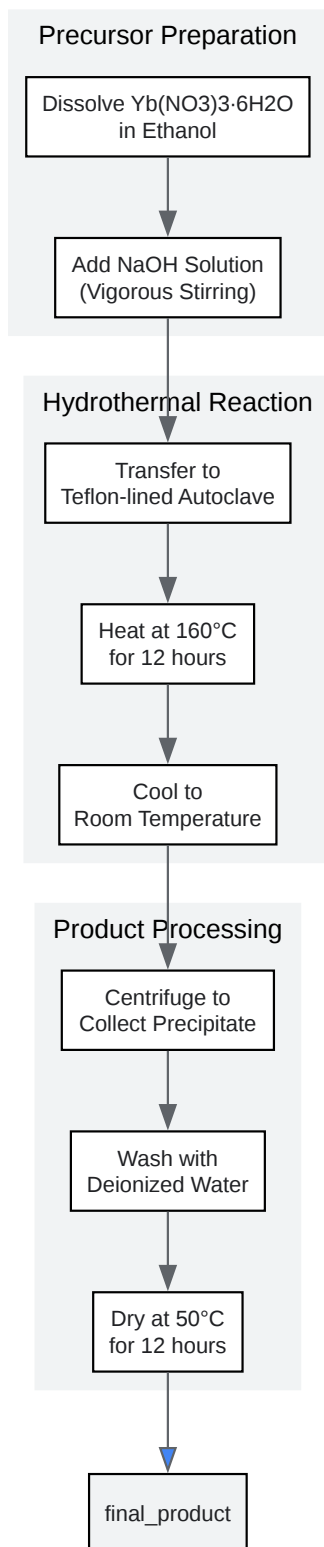 Precursor Preparation
Dissolve Yb(NO3)3·6H2O
in Ethanol
Add NaOH Solution
(Vigorous Stirring)
Hydrothermal Reaction
Transfer to
Teflon-lined Autoclave
Heat at 160°C
for 12 hours
Cool to
Room Temperature
Product Processing
Centrifuge to
Collect Precipitate
Wash with
Deionized Water
Dry at 50°C
for 12 hours
final_product